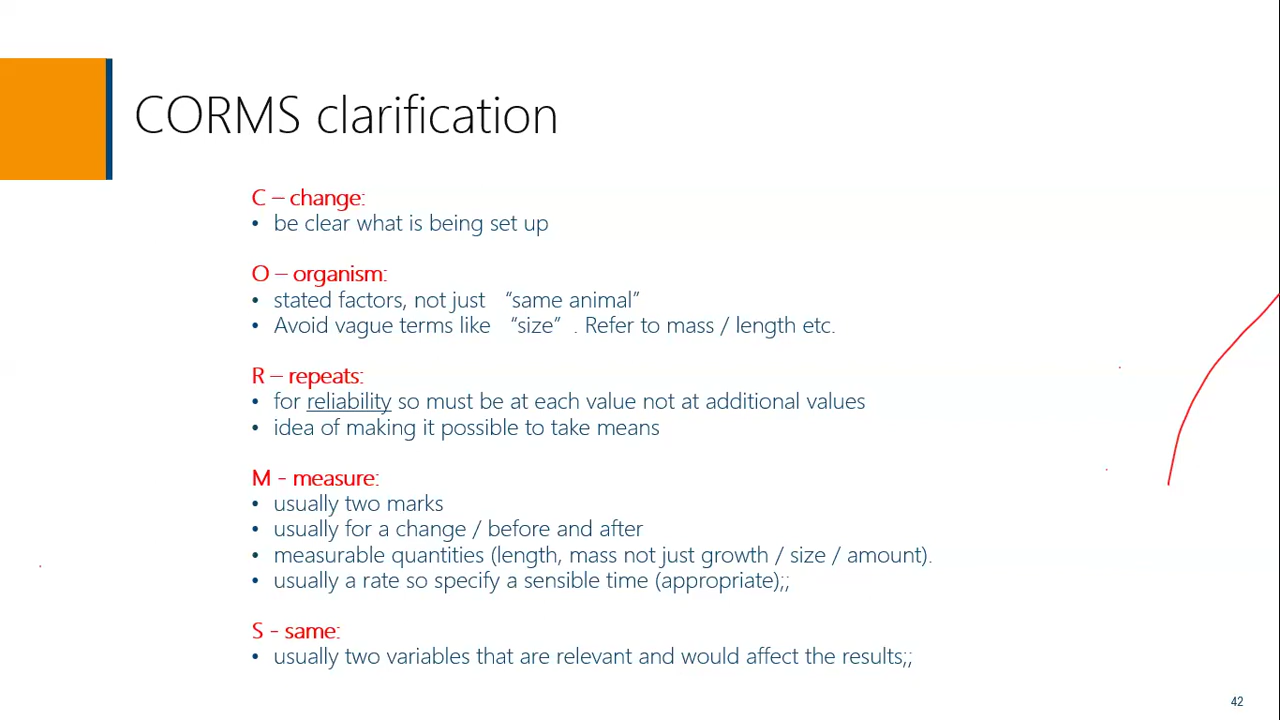 CORMS clarification
C – change:
• be clear what is being set up
O – organism:
• stated factors, not just “same animal”
• Avoid vague terms like “size” . Refer to mass / length etc.
R – repeats:
• for reliability so must be at each value not at additional values
• idea of making it possible to take means
M - measure:
• usually two marks
• usually for a change / before and after
• measurable quantities (length, mass not just growth / size / amount).
• usually a rate so specify a sensible time (appropriate);;
S - same:
• usually two variables that are relevant and would affect the results;;
42